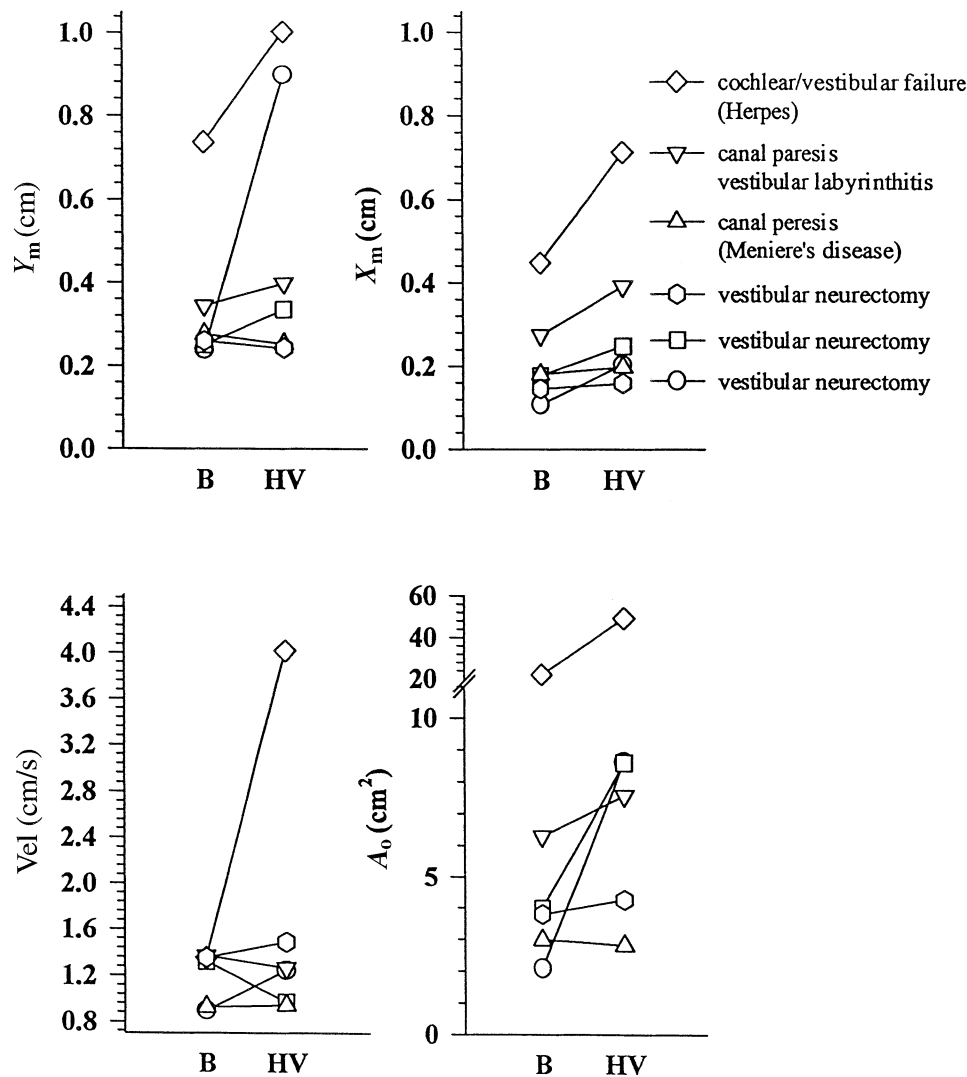 1.0
0.8
0.6
0.4
0.2
0.0
Ym (cm)
B HV
1.0
0.8
0.6
0.4
0.2
0.0
Xm (cm)
B HV
cochlear/vestibular failure
(Herpes)
canal paresis
vestibular labyrinthitis
canal peresis
(Meniere's disease)
vestibular neurectomy
vestibular neurectomy
vestibular neurectomy
4.4
4.0
3.6
3.2
2.8
2.4
2.0
1.6
1.2
0.8
Vel (cm/s)
B HV
60
40
20
10
5
0
Ao (cm²)
B HV